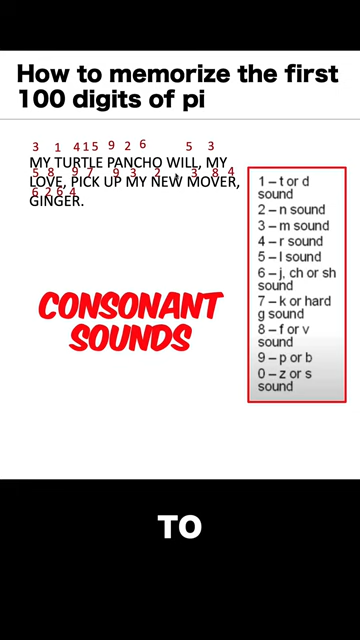 How to memorize the first
100 digits of pi
3 1 415 9 2 6 5 3
MY TURTLE PANCHO WILL, MY
5 8 9 7 9 3 2 3 8 4
LOVE, PICK UP MY NEW MOVER,
6 2 6 4
GINGER.
1 – t or d
sound
2 – n sound
3 – m sound
4 – r sound
5 – l sound
6 – j, ch or sh
sound
7 – k or hard
g sound
8 – f or v
sound
9 – p or b
0 – z or s
sound
CONSONANT
SOUNDS
TO